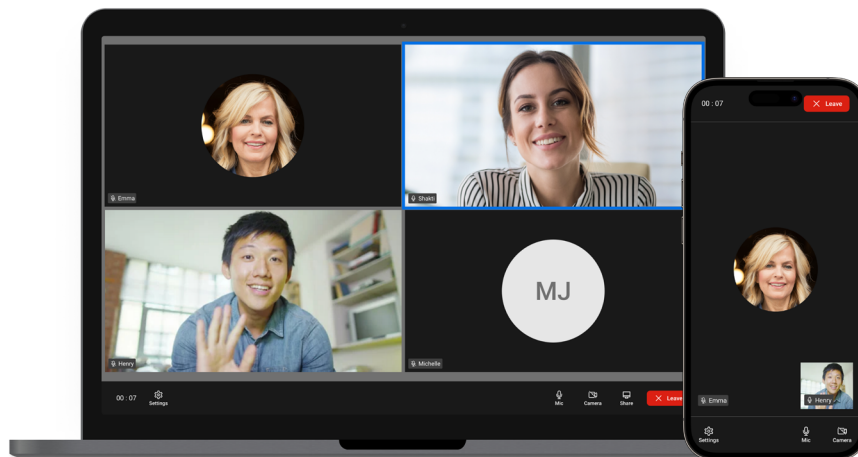 Emma
Shakti
MJ
Henry
Michelle
00 : 07
Settings
Mic
Camera
Share
Leave
00 : 07
Leave
Emma
Henry
Settings
Mic
Camera